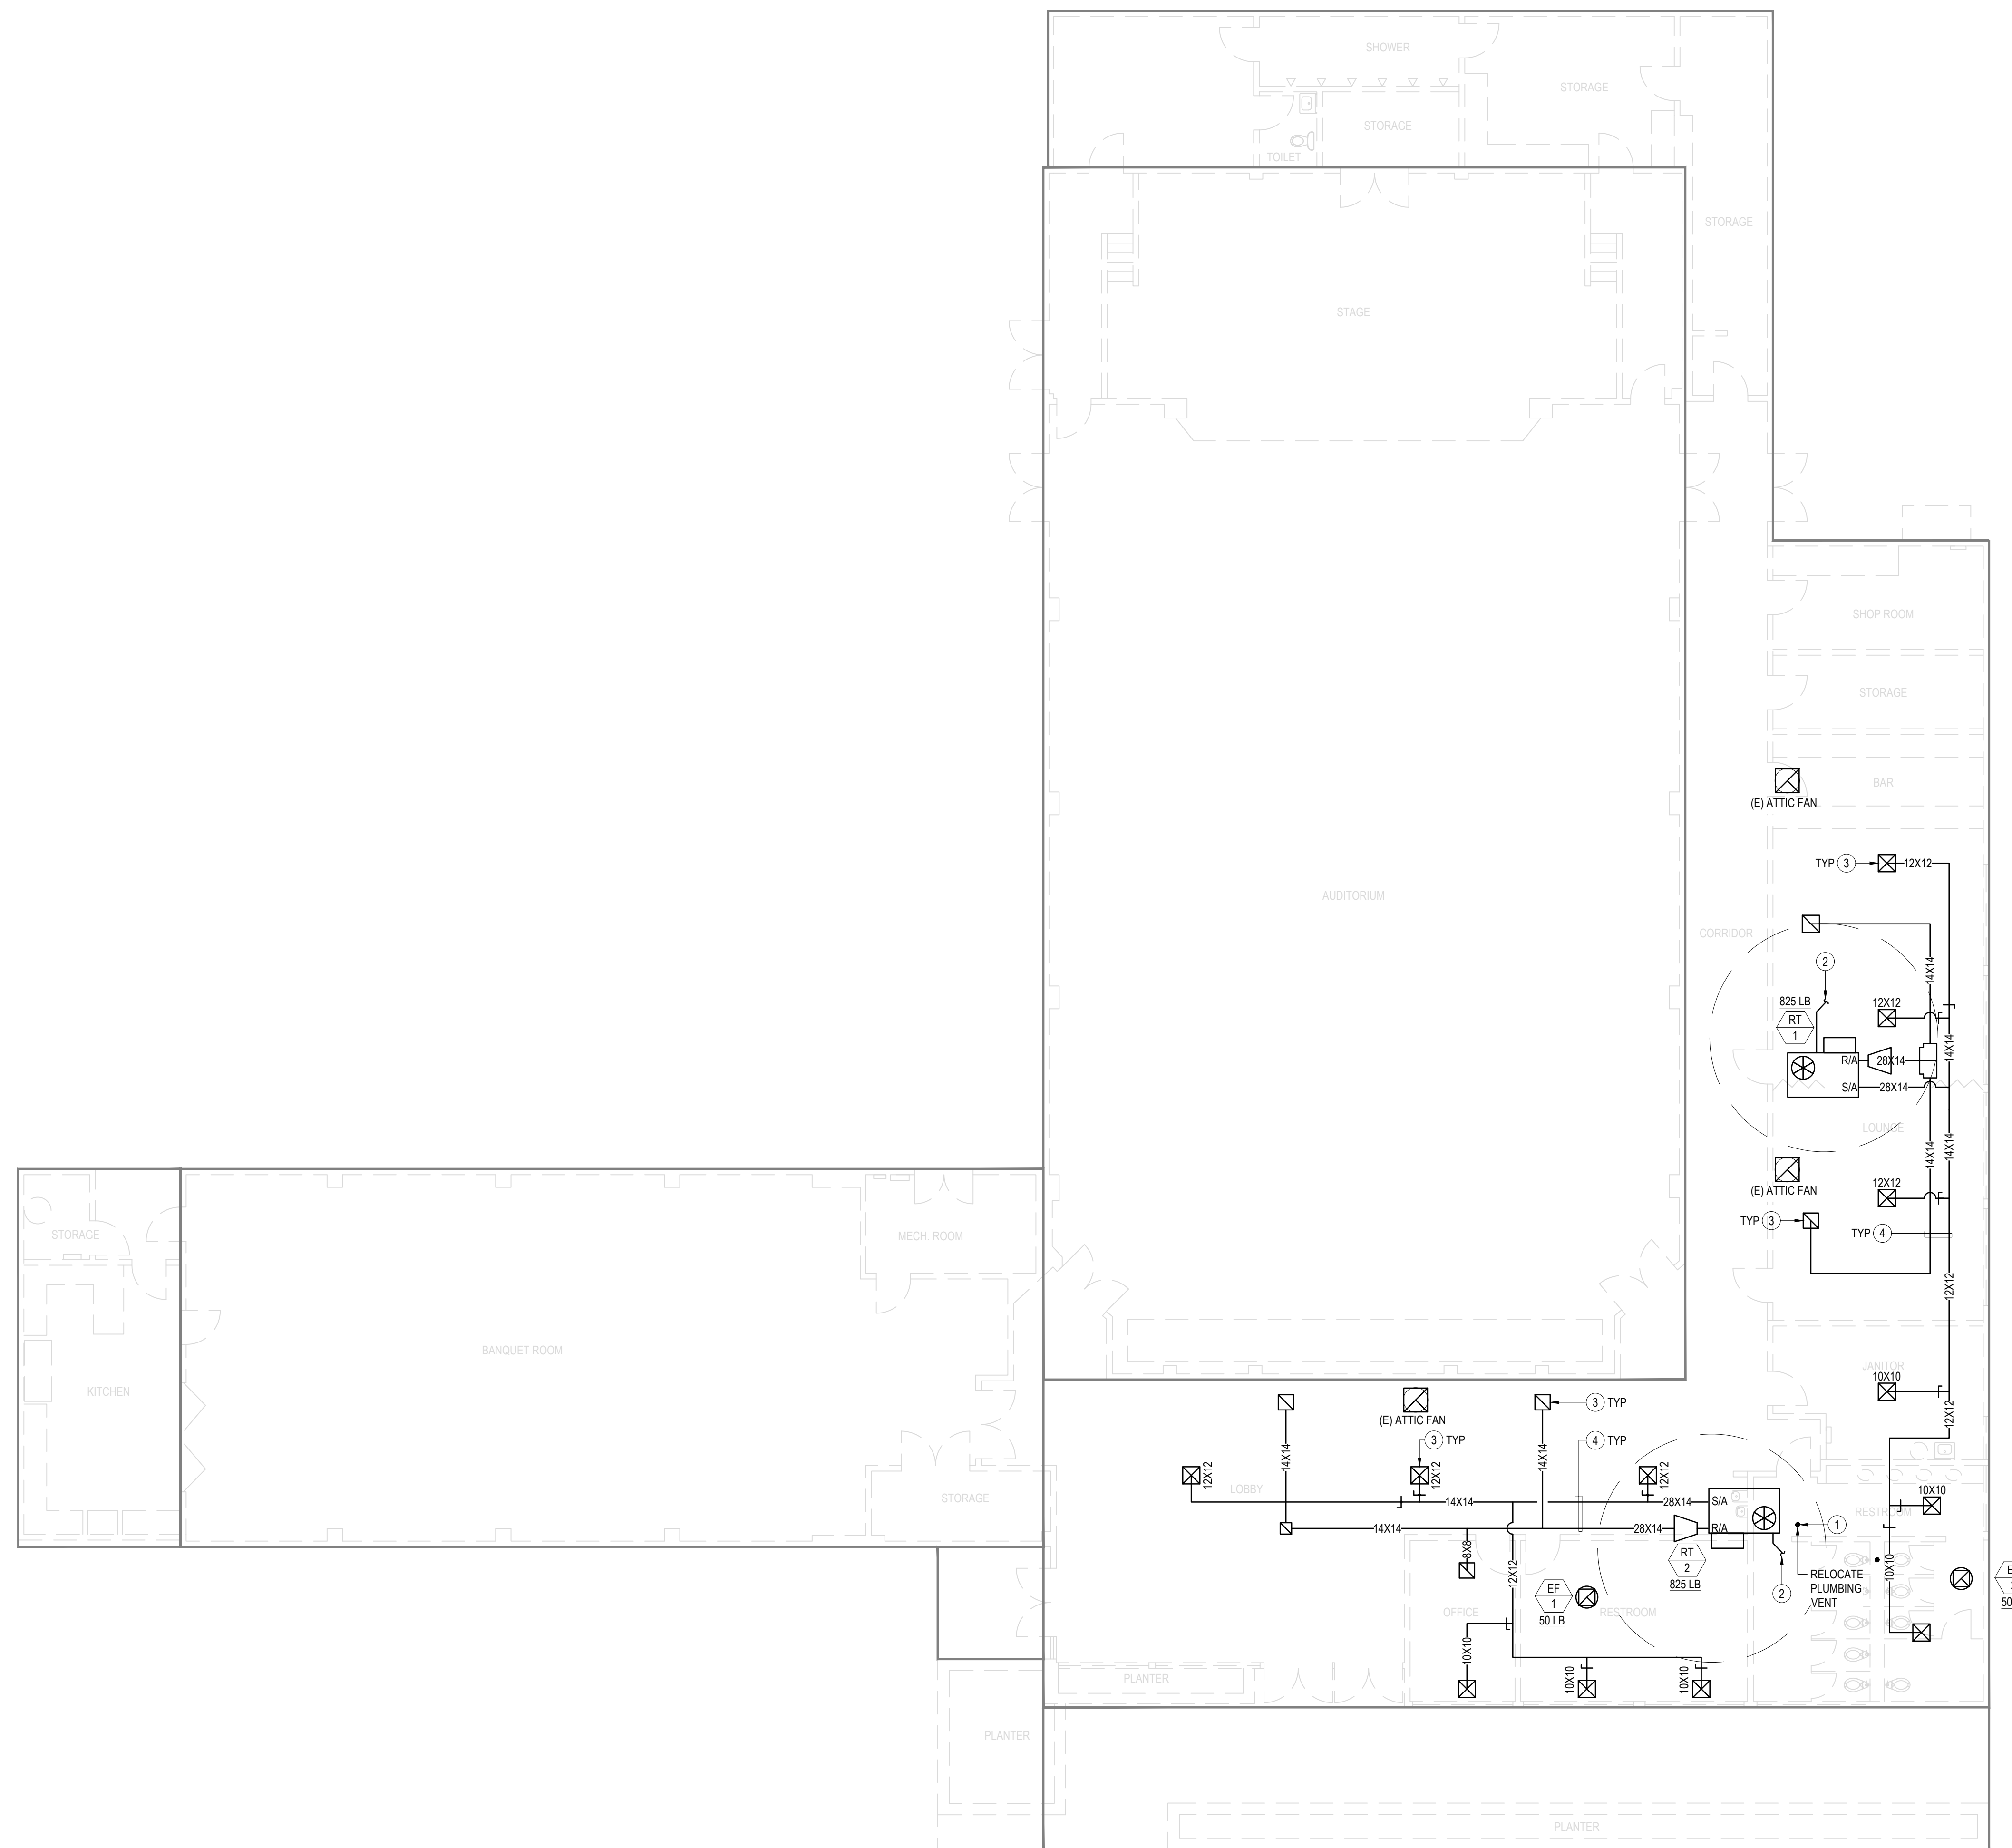 SHOWER
STORAGE
STORAGE
TOILET
STORAGE
STAGE
SHOP ROOM
STORAGE
BAR
(E) ATTIC FAN
TYP 3
12X12
AUDITORIUM
CORRIDOR
2
14X14
825 LB
RT
1
12X12
14X14
R/A
28X14
S/A
28X14
LOUNGE
14X14
14X14
(E) ATTIC FAN
12X12
TYP 3
TYP 4
STORAGE
MECH. ROOM
12X12
BANQUET ROOM
KITCHEN
JANITOR
10X10
12X12
3 TYP
(E) ATTIC FAN
3 TYP
4 TYP
14X14
14X14
12X12
12X12
12X12
LOBBY
STORAGE
14X14
28X14
S/A
10X10
RESTROOM
14X14
28X14
R/A
1
8X8
12X12
RT
2
825 LB
10X10
RELOCATE
PLUMBING
VENT
2
EF
1
50 LB
50
OFFICE
RESTROOM
10X10
10X10
10X10
PLANTER
PLANTER
PLANTER